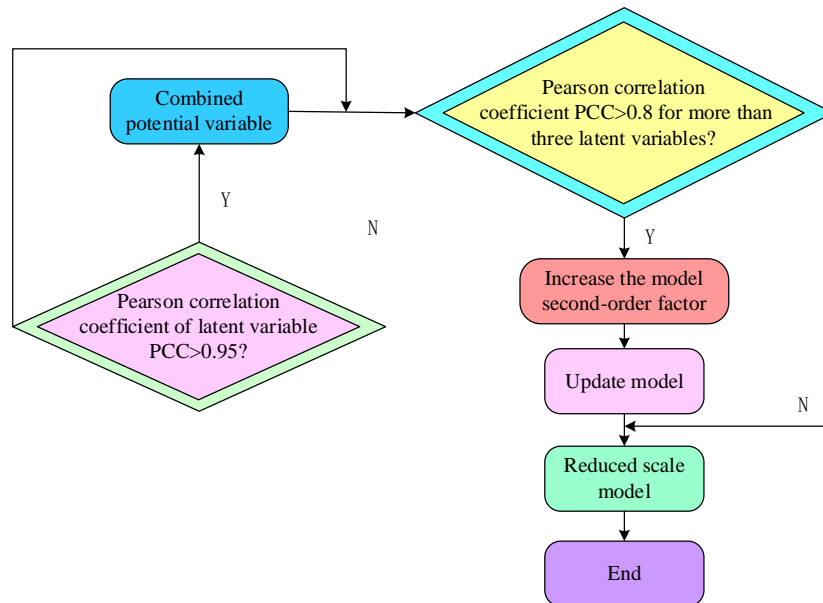 Combined
potential variable
Pearson correlation
coefficient PCC>0.8 for more than
three latent variables?
Y
N
Y
Pearson correlation
coefficient of latent variable
PCC>0.95?
Increase the model
second-order factor
Update model
N
Reduced scale
model
End